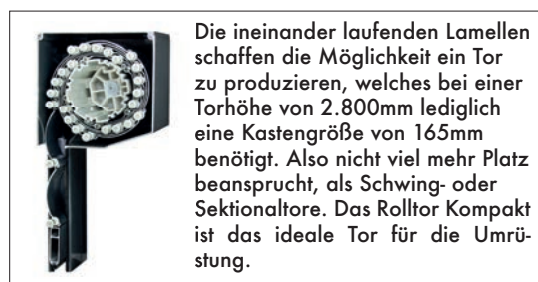 Die ineinander laufenden Lamellen
schaffen die Möglichkeit ein Tor
zu produzieren, welches bei einer
Torhöhe von 2.800mm lediglich
eine Kastengröße von 165mm
benötigt. Also nicht viel mehr Platz
beansprucht, als Schwing- oder
Sektionaltore. Das Rolltor Kompakt
ist das ideale Tor für die Umrü-
stung.